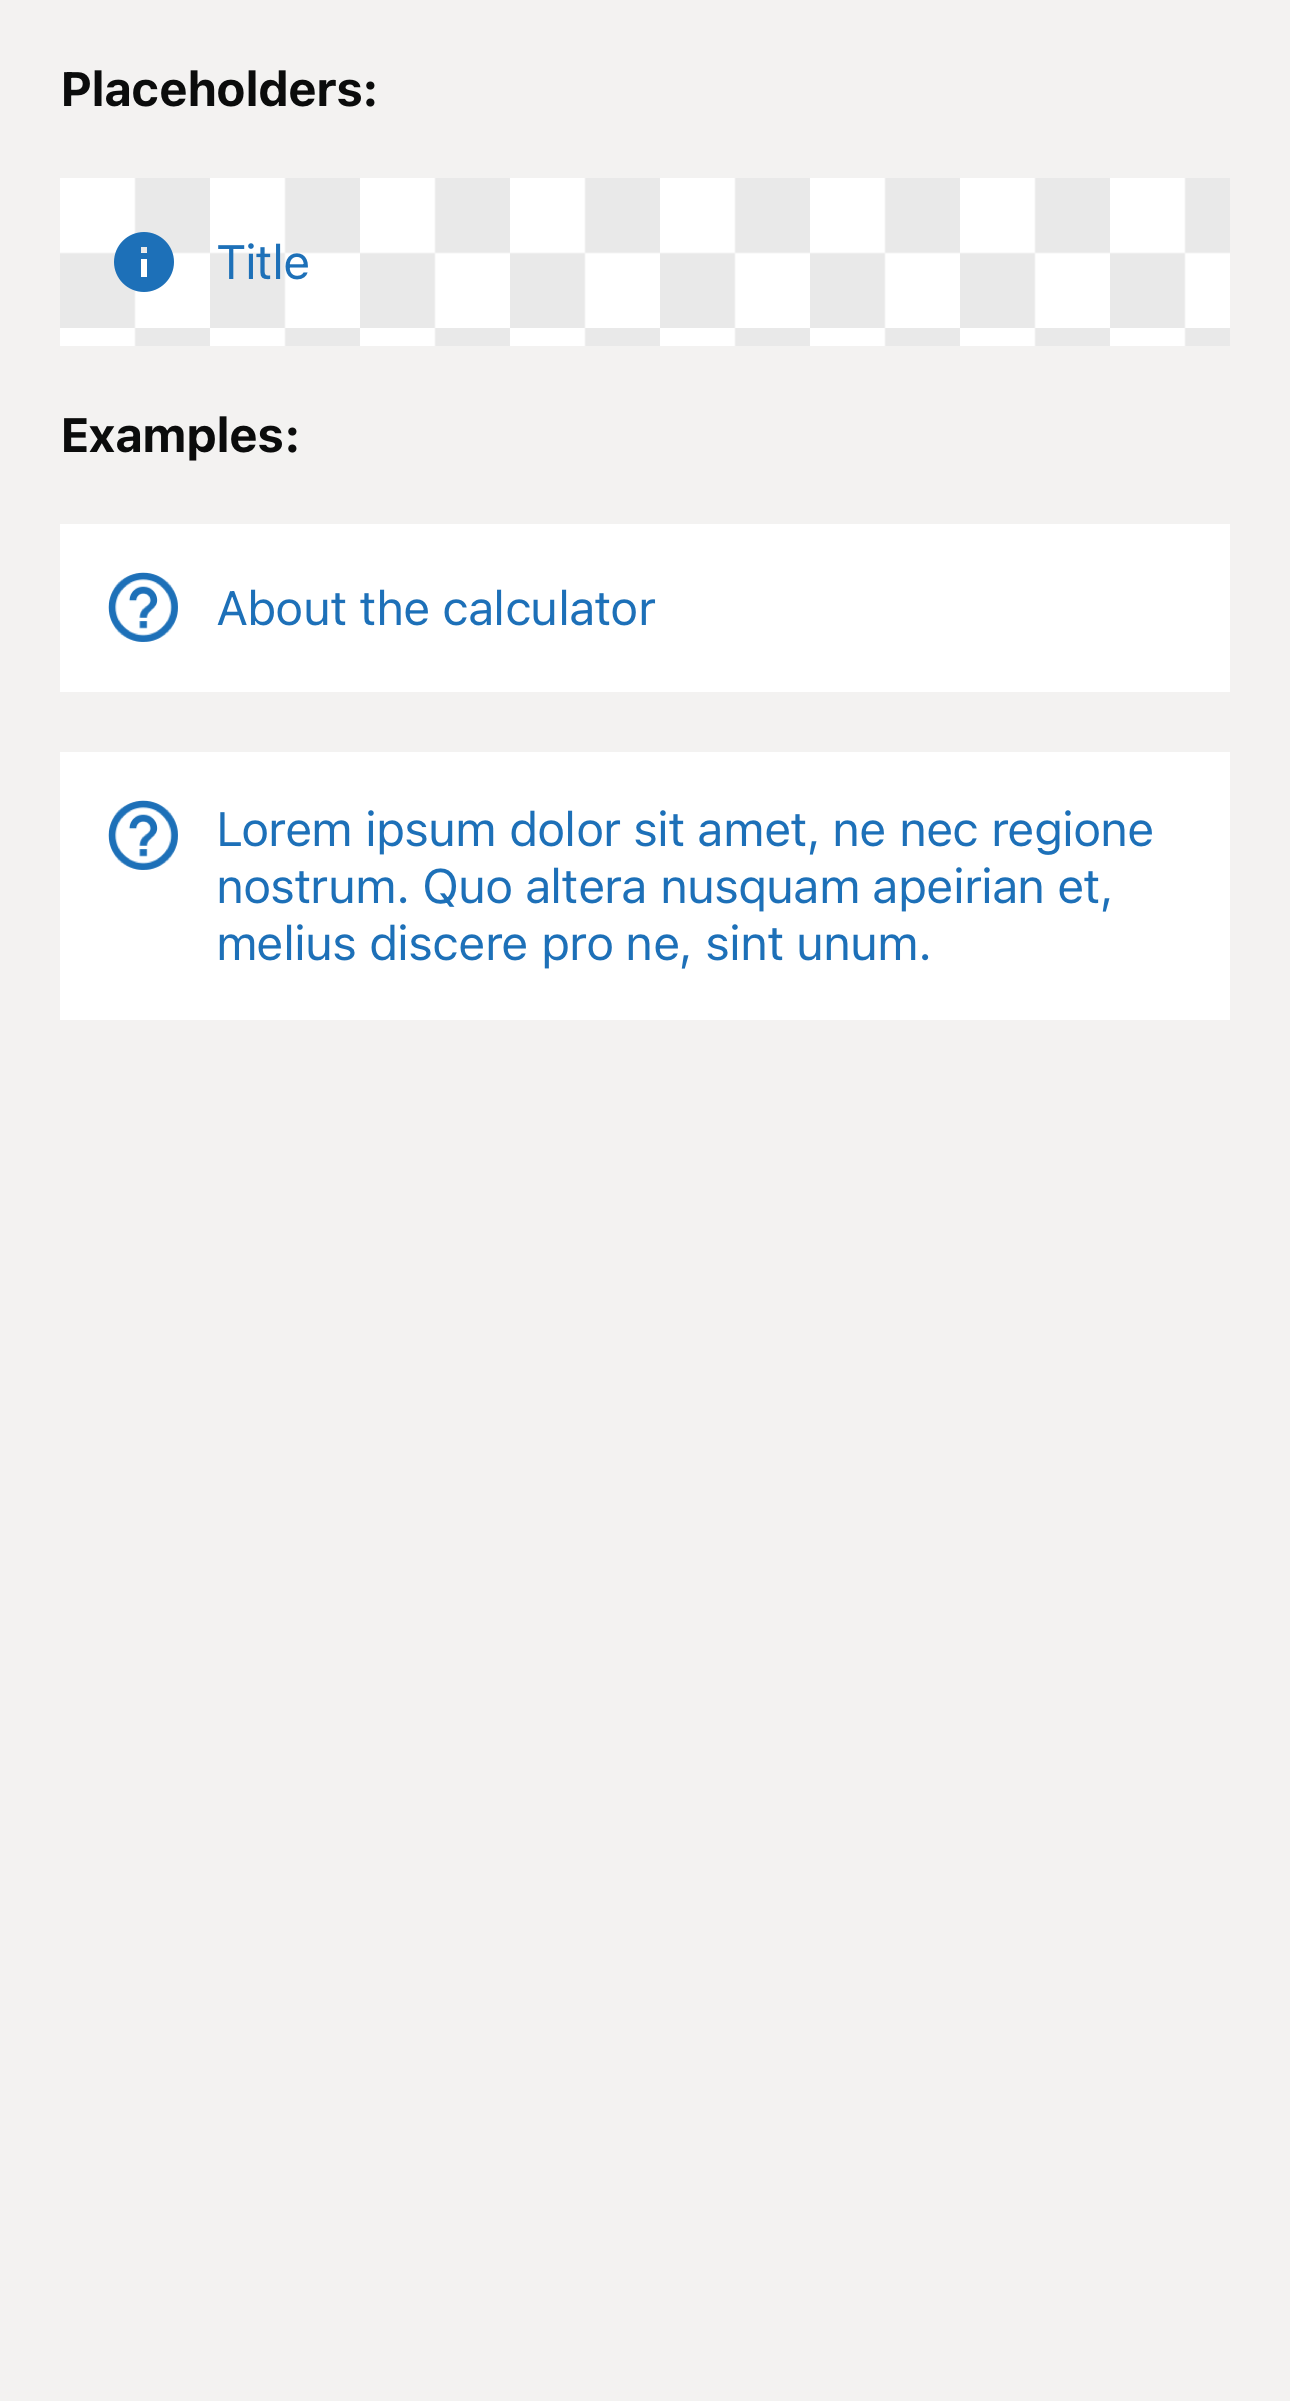 Placeholders:
Title
Examples:
About the calculator
Lorem ipsum dolor sit amet, ne nec regione
nostrum. Quo altera nusquam apeirian et,
melius discere pro ne, sint unum.